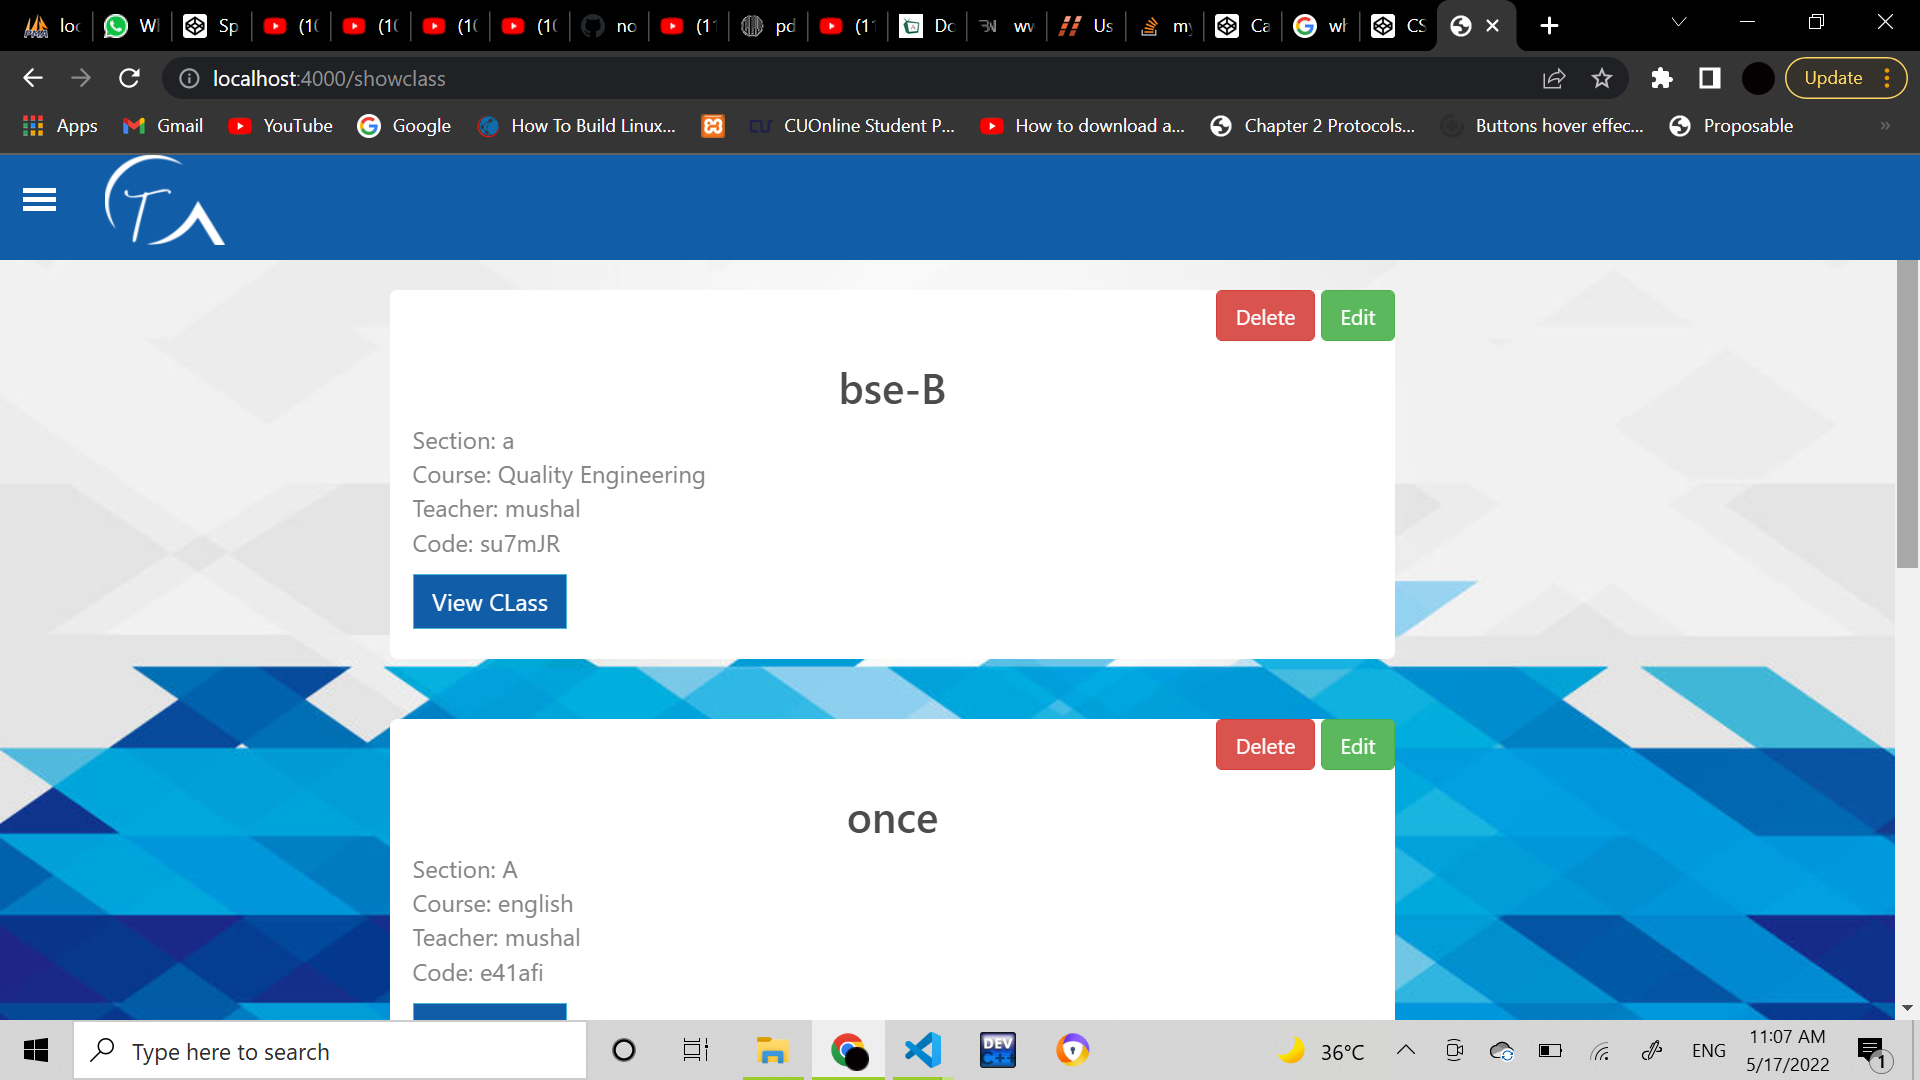 loc
Wl
Sp
(1(
(1(
(1(
(1(
no
(11
pd
(11
Do
wv
Us
my
Ca
wh
CS
localhost:4000/showclass
Update
Apps
Gmail
YouTube
Google
How To Build Linux...
CUOnline Student P...
How to download a...
Chapter 2 Protocols...
Buttons hover effec...
Proposable
»
TA
Delete
Edit
bse-B
Section: a
Course: Quality Engineering
Teacher: mushal
Code: su7mJR
View CLass
Delete
Edit
once
Section: A
Course: english
Teacher: mushal
Code: e41afi
Type here to search
DEV
C++
36°C
ENG
11:07 AM
5/17/2022
1